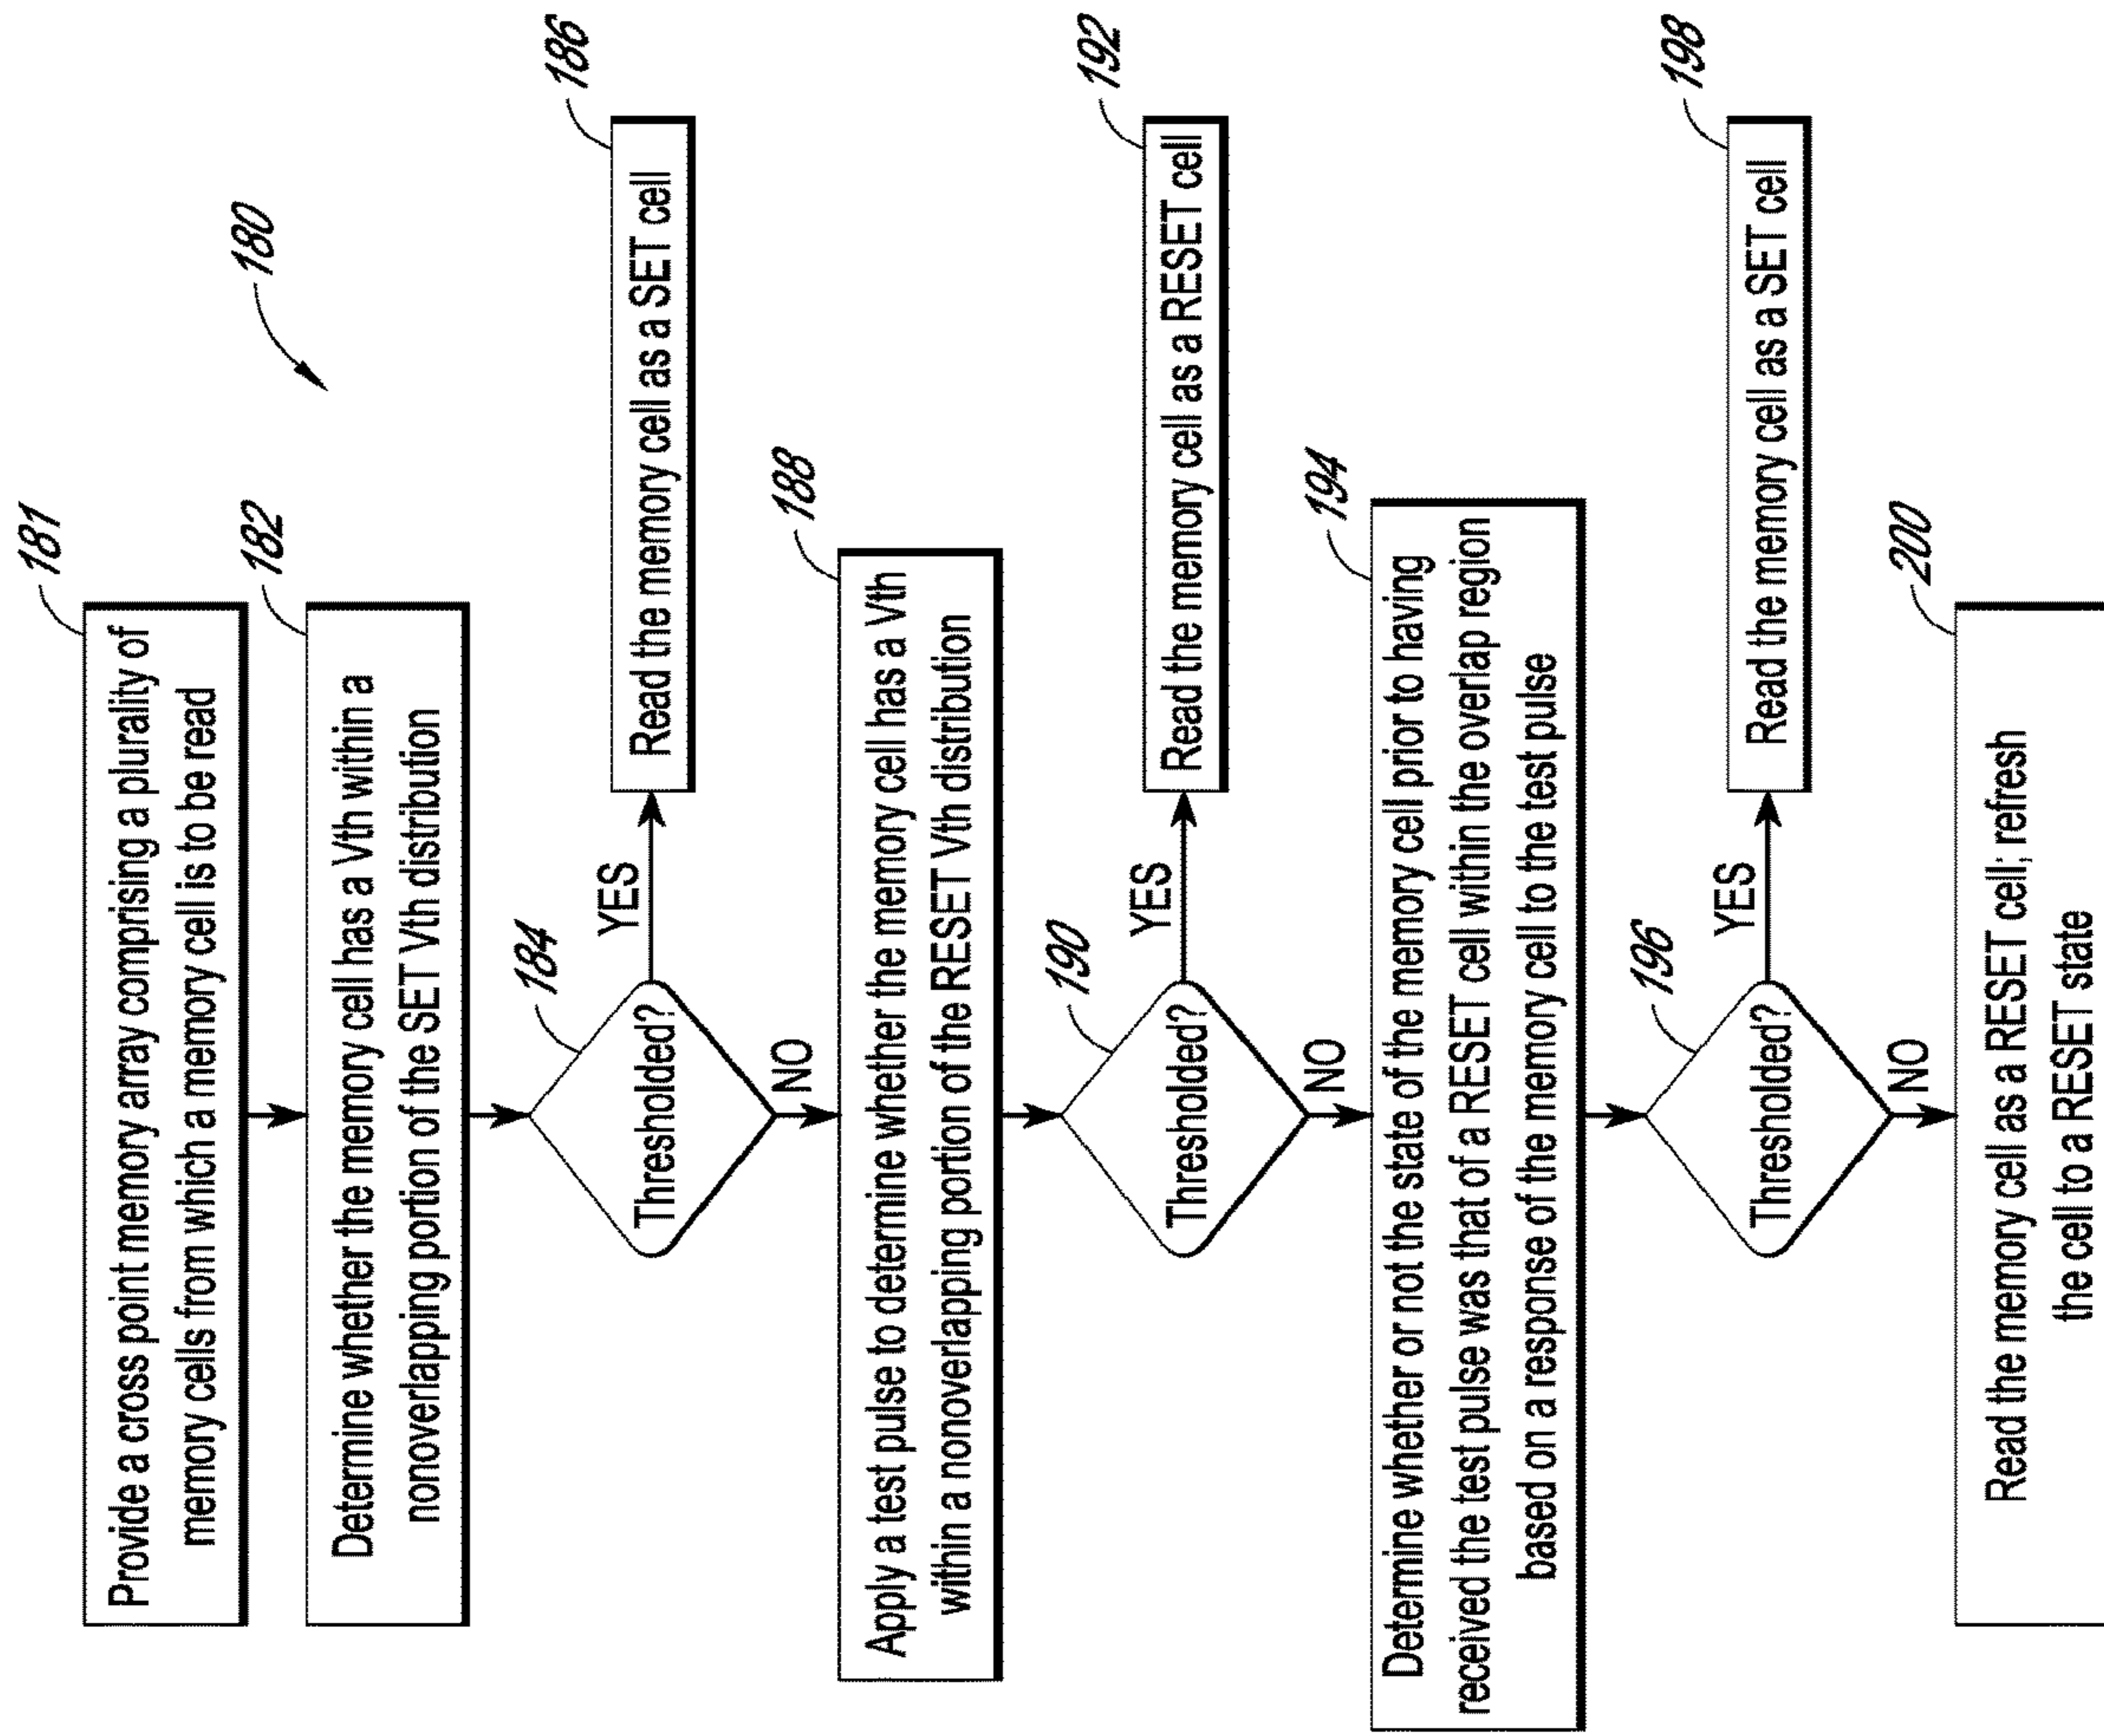 180
181
Provide a cross point memory array comprising a plurality of
memory cells from which a memory cell is to be read
182
Determine whether the memory cell has a Vth within a
nonoverlapping portion of the SET Vth distribution
184
Thresholded?
YES
186
Read the memory cell as a SET cell
NO
188
Apply a test pulse to determine whether the memory cell has a Vth
within a nonoverlapping portion of the RESET Vth distribution
190
Thresholded?
YES
192
Read the memory cell as a RESET cell
NO
194
Determine whether or not the state of the memory cell prior to having
received the test pulse was that of a RESET cell within the overlap region
based on a response of the memory cell to the test pulse
196
Thresholded?
YES
198
Read the memory cell as a SET cell
NO
200
Read the memory cell as a RESET cell; refresh
the cell to a RESET state